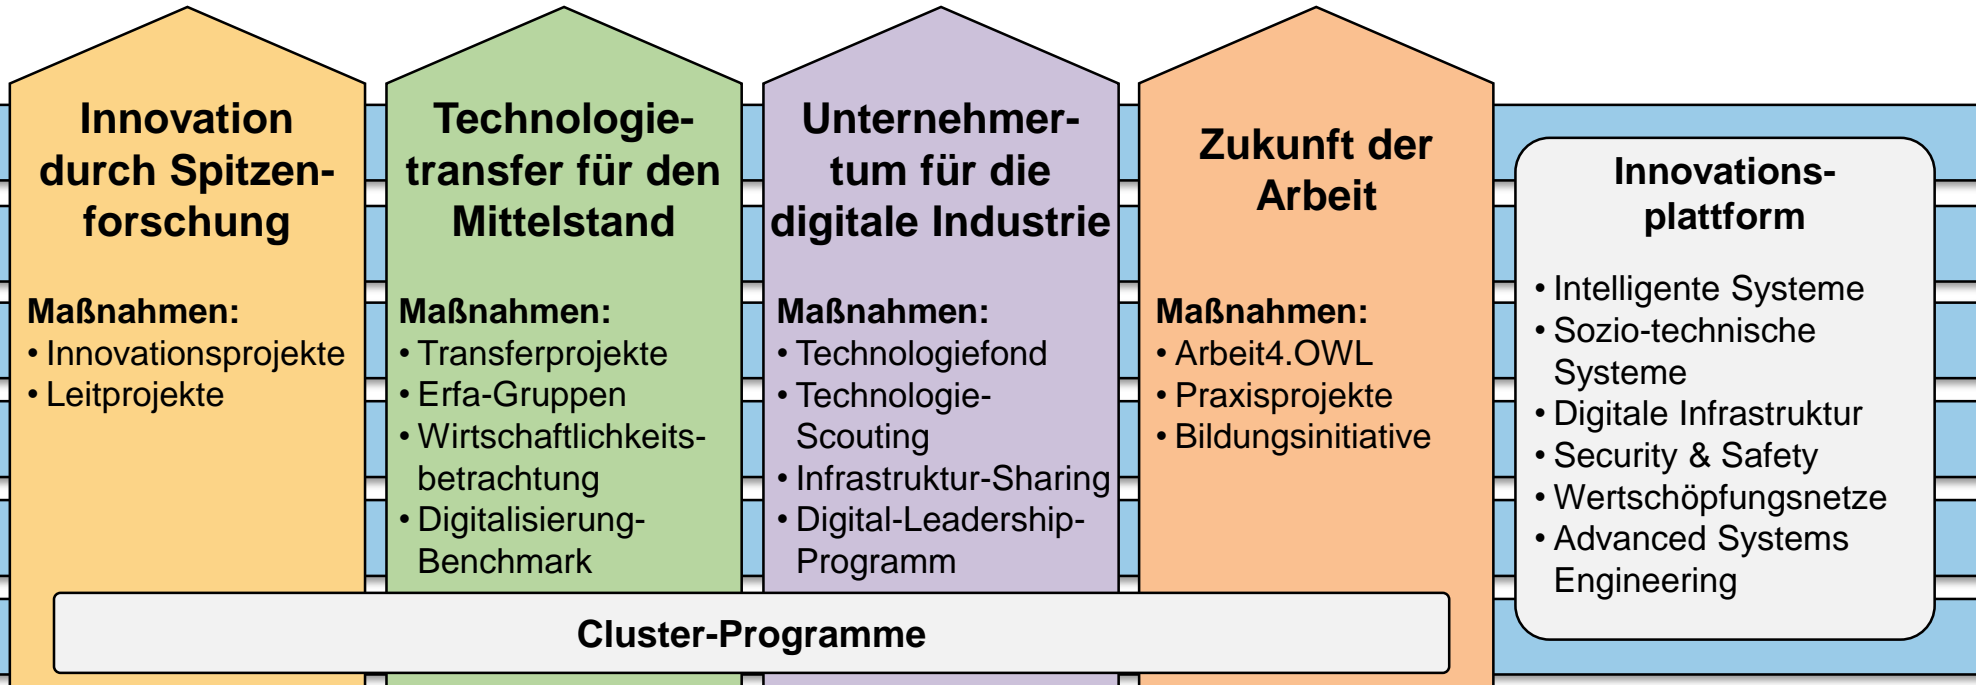 Innovation
durch Spitzen-
forschung
Maßnahmen:
• Innovationsprojekte
• Leitprojekte
Technologie-
transfer für den
Mittelstand
Maßnahmen:
• Transferprojekte
• Erfa-Gruppen
• Wirtschaftlichkeits-
betrachtung
• Digitalisierung-
Benchmark
Unternehmer-
tum für die
digitale Industrie
Maßnahmen:
• Technologiefond
• Technologie-
Scouting
• Infrastruktur-Sharing
• Digital-Leadership-
Programm
Zukunft der
Arbeit
Maßnahmen:
• Arbeit4.OWL
• Praxisprojekte
• Bildungsinitiative
Innovations-
plattform
• Intelligente Systeme
• Sozio-technische
Systeme
• Digitale Infrastruktur
• Security & Safety
• Wertschöpfungsnetze
• Advanced Systems
Engineering
Cluster-Programme